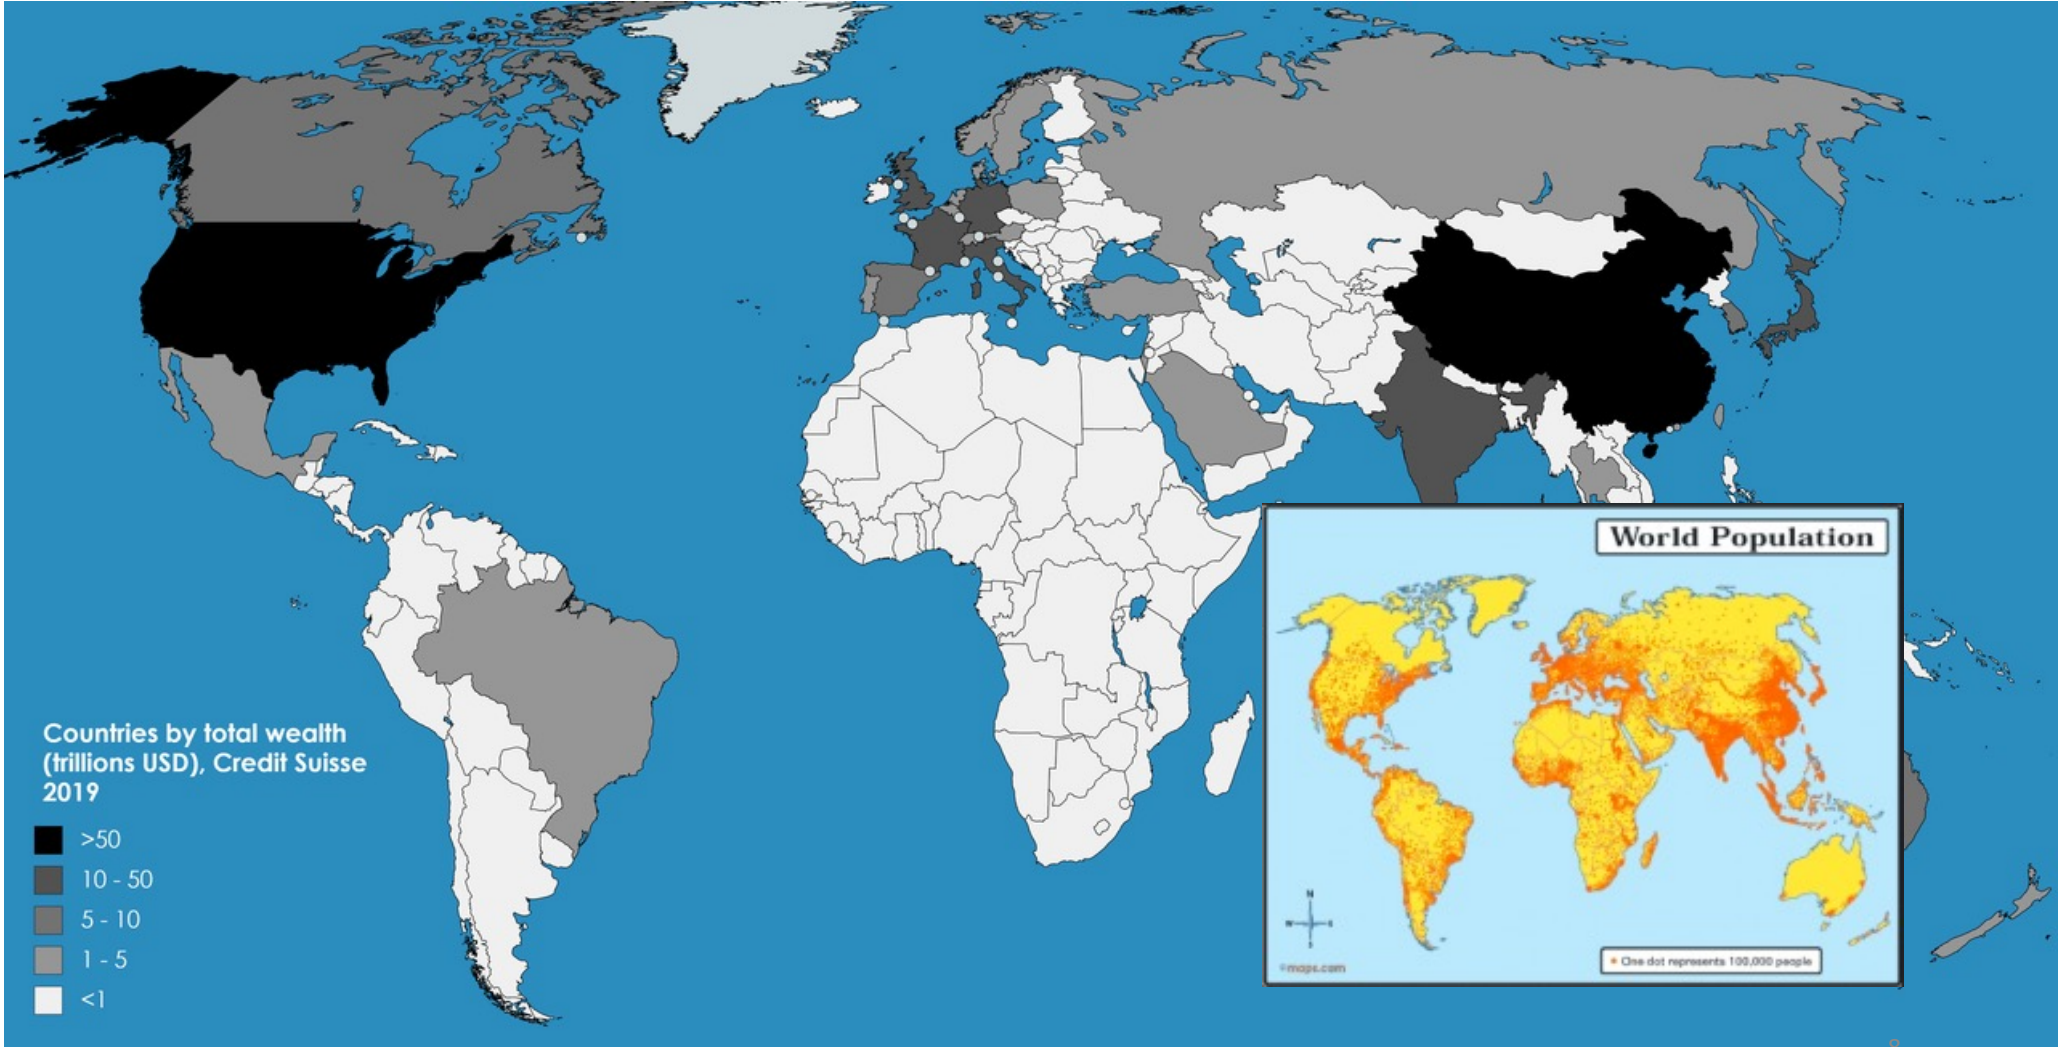 World Population
Countries by total wealth
(trillions USD), Credit Suisse
2019
>50
10 - 50
5 - 10
1 - 5
<1
N
W
E
S
©maps.com
One dot represents 100,000 people
8